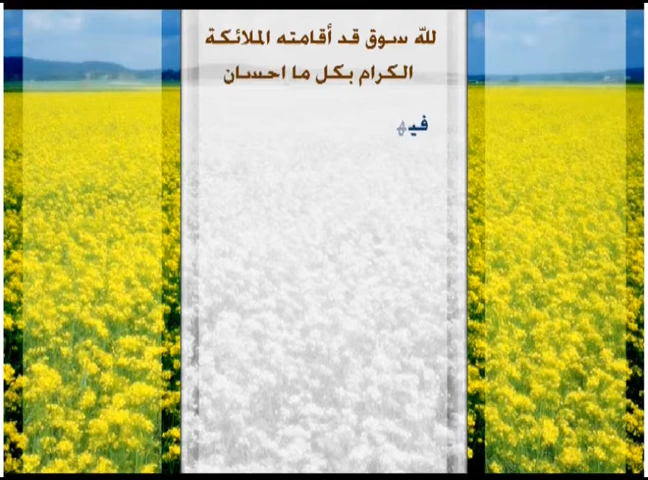 لله سوق قد أقامته الملائكة
الكرام بكل ما احسان
فيه